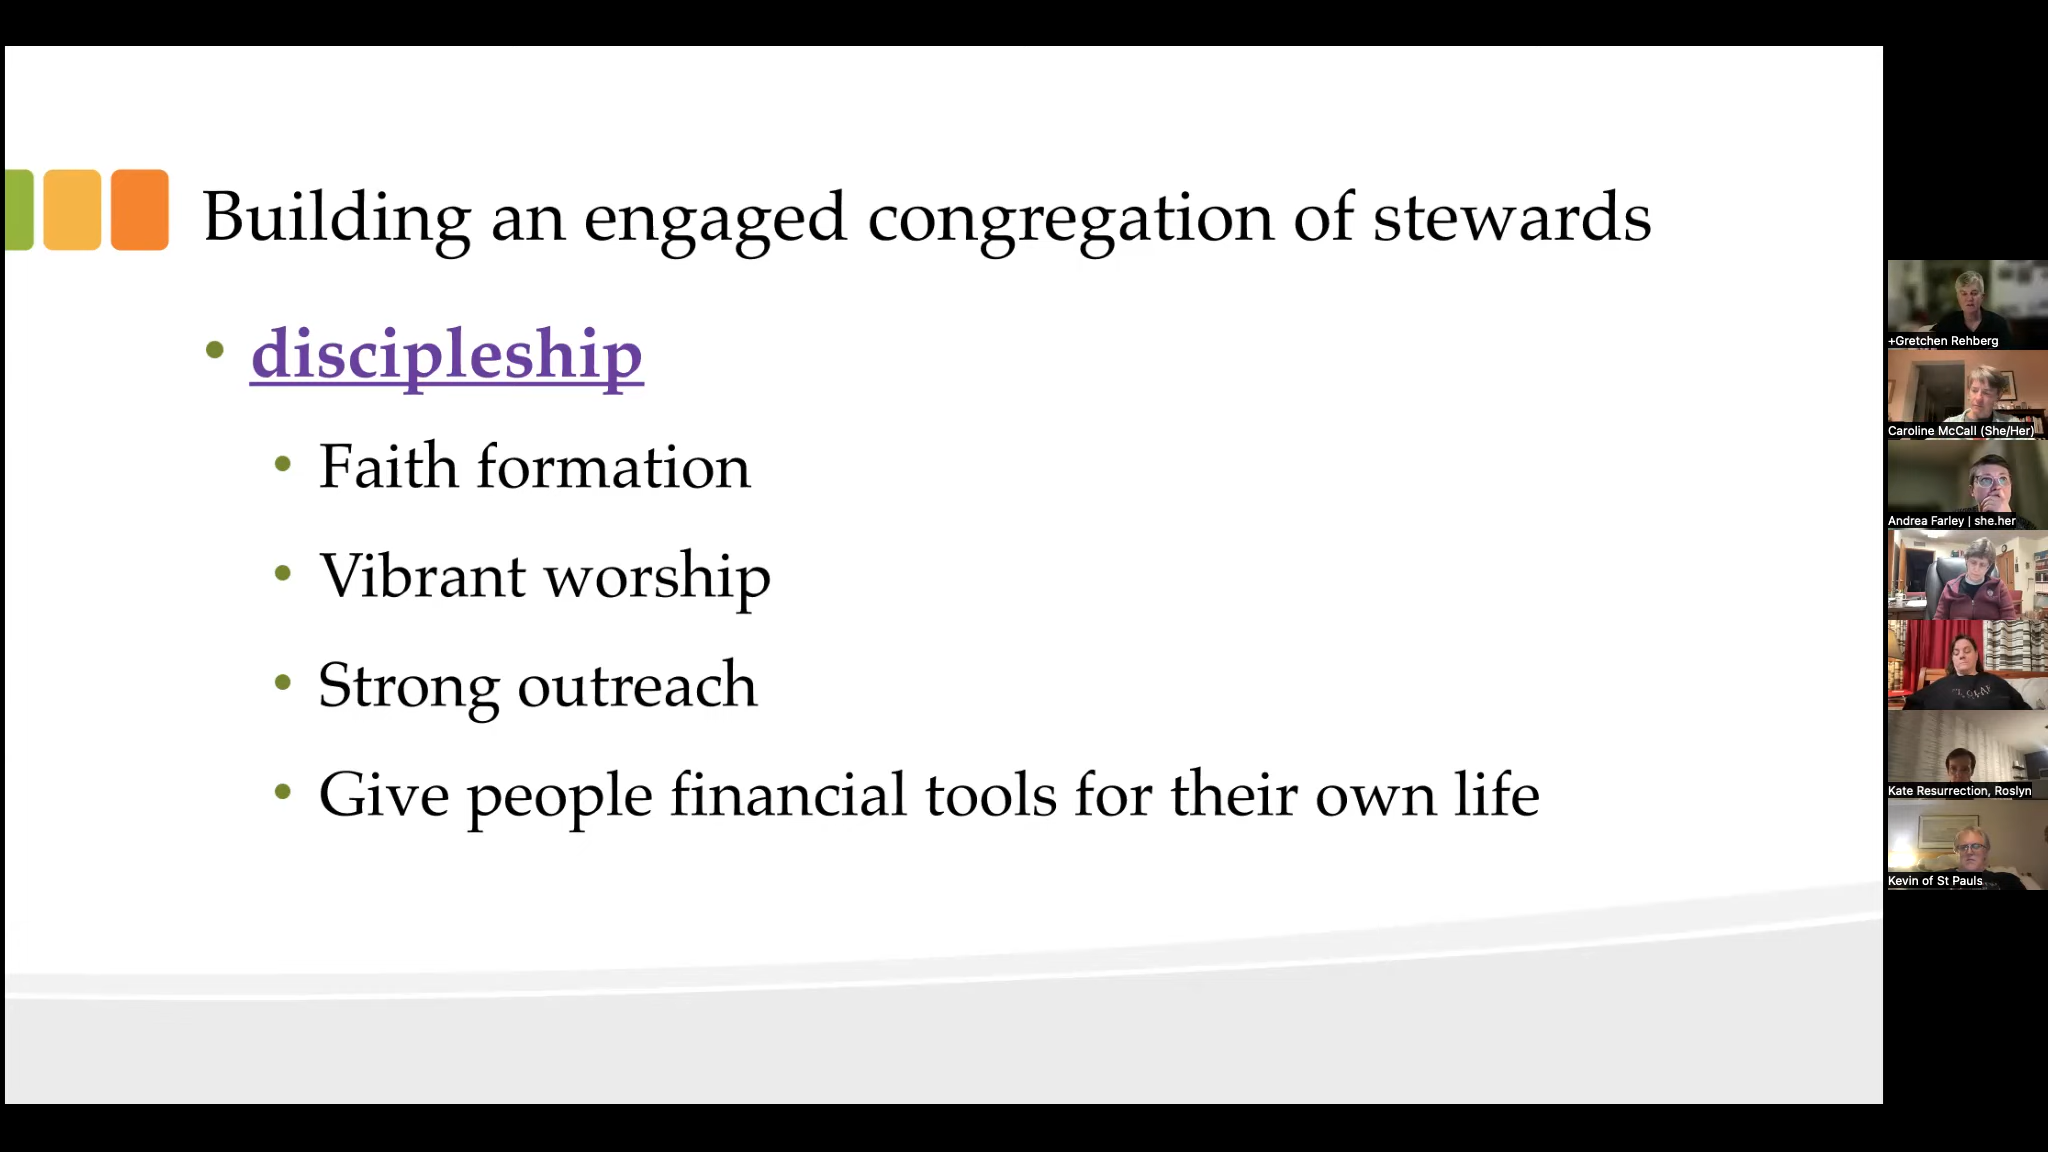 Building an engaged congregation of stewards
• discipleship
• Faith formation
• Vibrant worship
• Strong outreach
• Give people financial tools for their own life
+Gretchen Rehberg
Caroline McCall (She/Her)
Andrea Farley | she.her
Kate Resurrection, Roslyn
Kevin of St Pauls